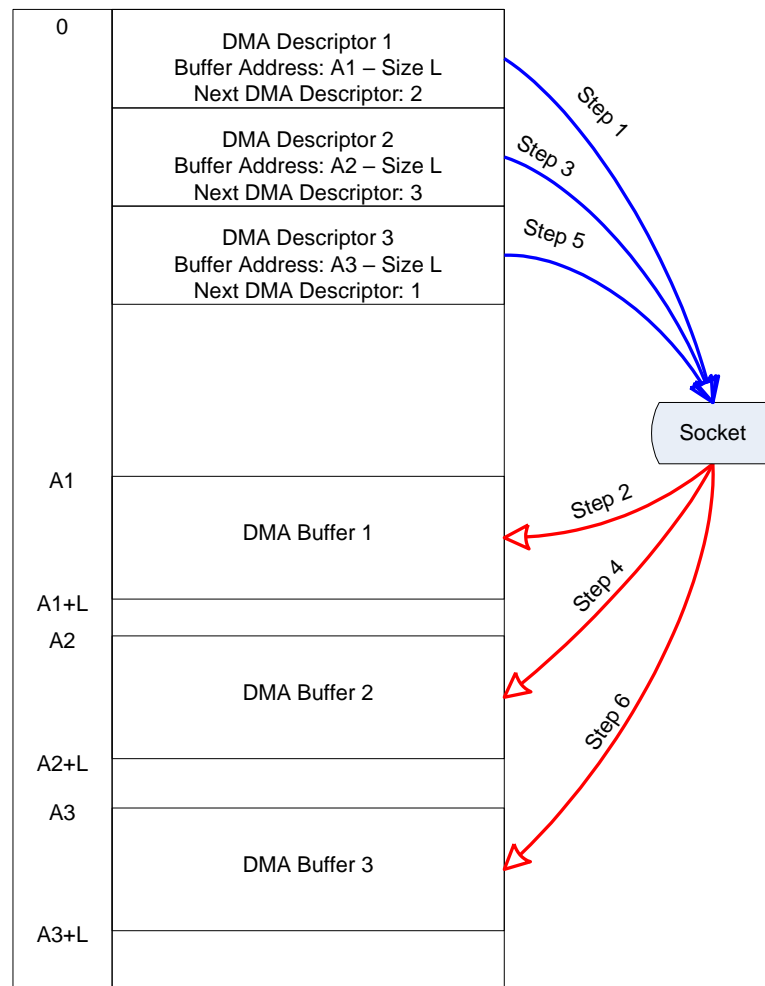 0
DMA Descriptor 1
Buffer Address: A1 – Size L
Next DMA Descriptor: 2
DMA Descriptor 2
Buffer Address: A2 – Size L
Next DMA Descriptor: 3
DMA Descriptor 3
Buffer Address: A3 – Size L
Next DMA Descriptor: 1
Step 1
Step 3
Step 5
Socket
A1
DMA Buffer 1
A1+L
Step 2
A2
DMA Buffer 2
A2+L
Step 4
A3
DMA Buffer 3
A3+L
Step 6